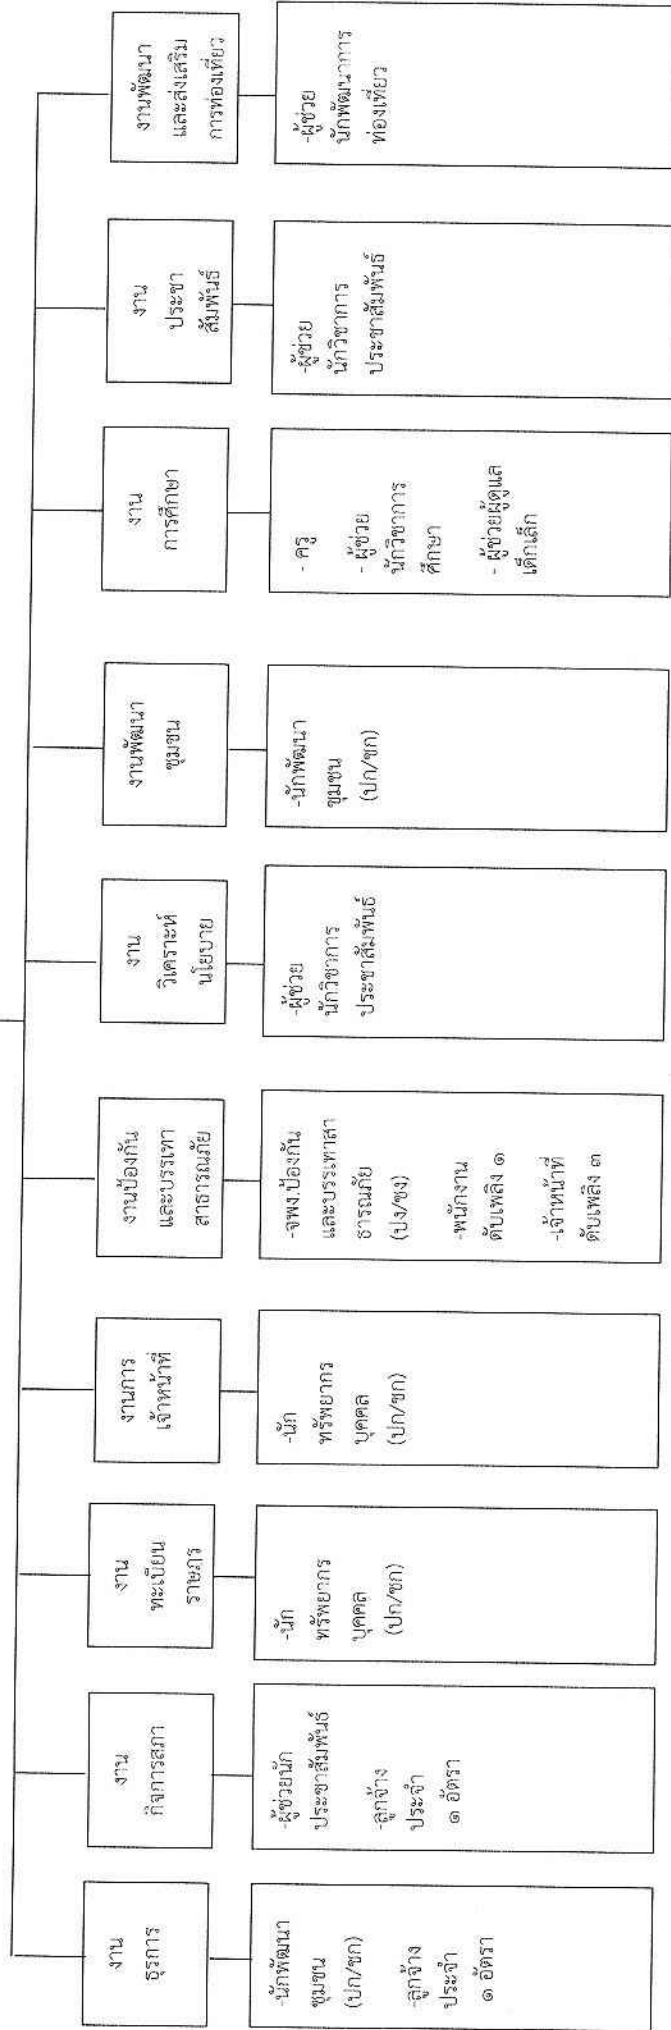 งาน
ธุรการ
-นักพัฒนา
ชุมชน
(ปก/ชก)
-ลูกจ้าง
ประจำ
๑ อัตรา
งาน
กิจการสภา
-ผู้ช่วยนัก
ประชาสัมพันธ์
-ลูกจ้าง
ประจำ
๑ อัตรา
งาน
ทะเบียน
ราษฎร
-นัก
ทรัพยากร
บุคคล
(ปก/ชก)
งานการ
เจ้าหน้าที่
-นัก
ทรัพยากร
บุคคล
(ปก/ชก)
งานป้องกัน
และบรรเทา
สาธารณภัย
-จพง.ป้องกัน
และบรรเทาสา
ธารณภัย
(ปง/ชง)
-พนักงาน
ดับเพลิง ๑
-เจ้าหน้าที่
ดับเพลิง ๓
งาน
วิเคราะห์
นโยบาย
-ผู้ช่วย
นักวิชาการ
ประชาสัมพันธ์
งานพัฒนา
ชุมชน
-นักพัฒนา
ชุมชน
(ปก/ชก)
งาน
การศึกษา
- ครู
- ผู้ช่วย
นักวิชาการ
ศึกษา
- ผู้ช่วยผู้ดูแล
เด็กเล็ก
งาน
ประชา
สัมพันธ์
-ผู้ช่วย
นักวิชาการ
ประชาสัมพันธ์
งานพัฒนา
และส่งเสริม
การท่องเที่ยว
-ผู้ช่วย
นักพัฒนาการ
ท่องเที่ยว